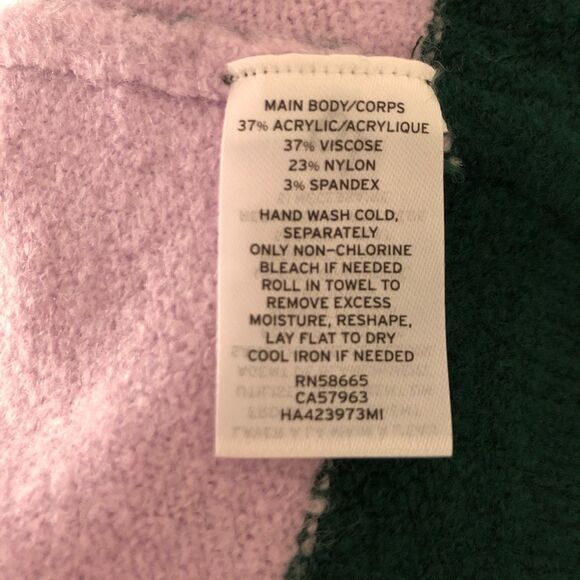 MAIN BODY/CORPS
37% ACRYLIC/ACRYLIQUE
37% VISCOSE
23% NYLON
3% SPANDEX
HAND WASH COLD,
SEPARATELY
ONLY NON-CHLORINE
BLEACH IF NEEDED
ROLL IN TOWEL TO
REMOVE EXCESS
MOISTURE, RESHAPE,
LAY FLAT TO DRY
COOL IRON IF NEEDED
RN58665
CA57963
HA423973MI